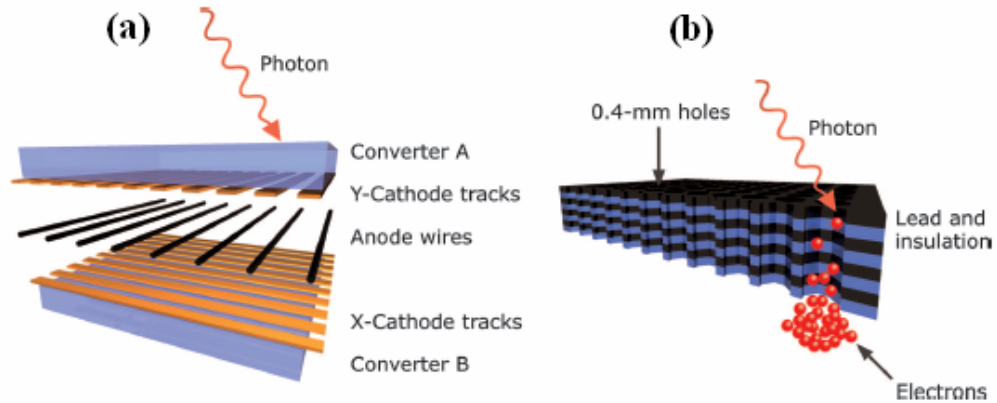 (a)
Photon
Converter A
Y-Cathode tracks
Anode wires
X-Cathode tracks
Converter B
(b)
0.4-mm holes
Photon
Lead and
insulation
Electrons